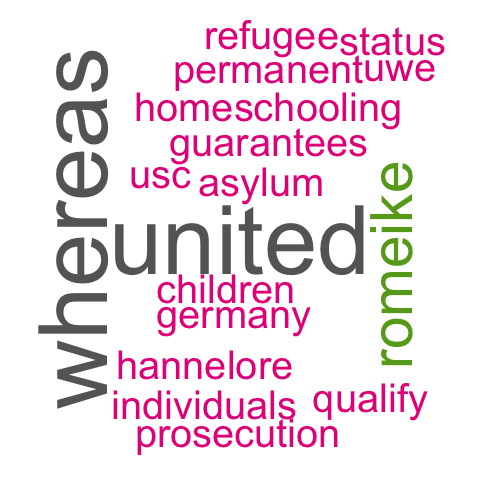 refugee
status
permanent
uwe
homeschooling
guarantees
usc
asylum
whereas
united
romeike
children
germany
hannelore
individuals
qualify
prosecution